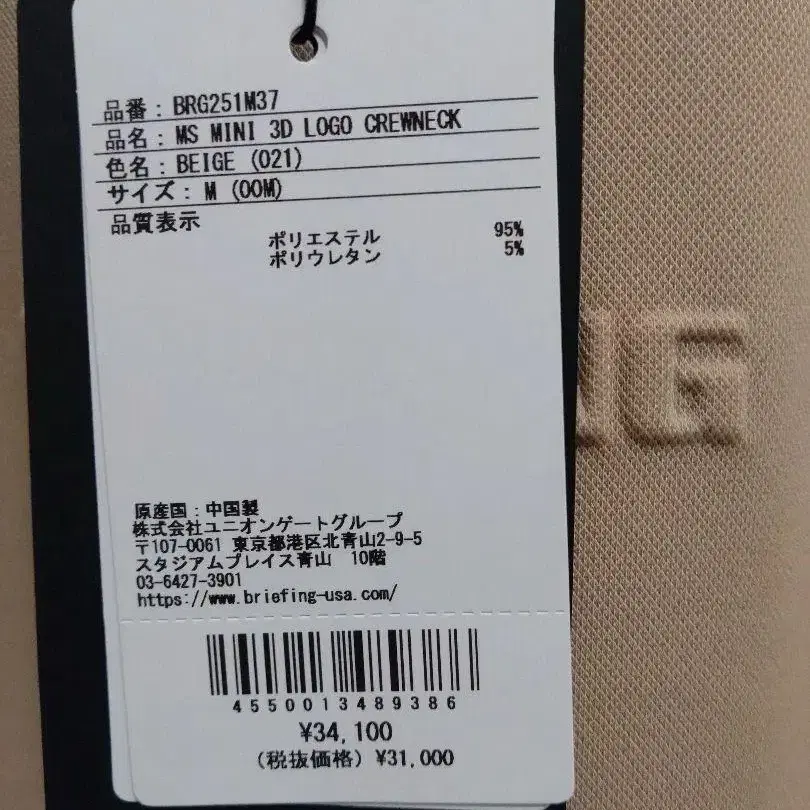 品番：BRG251M37
品名：MS MINI 3D LOGO CREWNECK
色名：BEIGE (021)
サイズ：M (00M)
品質表示
ポリエステル 95%
ポリウレタン 5%
NG
原産国：中国製
株式会社ユニオンゲートグループ
〒107-0061 東京都港区北青山2-9-5
スタジアムプレイス青山 10階
03-6427-3901
https://www.briefing-usa.com/
4550013489386
¥34,100
(税抜価格) ¥31,000